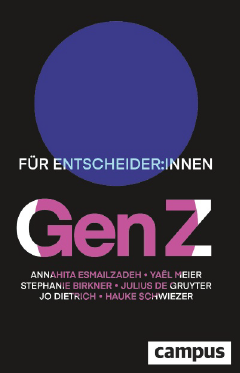 FÜR ENTSCHEIDER:INNEN
Gen Z
ANNAHITA ESMAILZADEH • YAËL MEIER
STEPHANIE BIRKNER • JULIUS DE GRUYTER
JO DIETRICH • HAUKE SCHWIEZER
campus